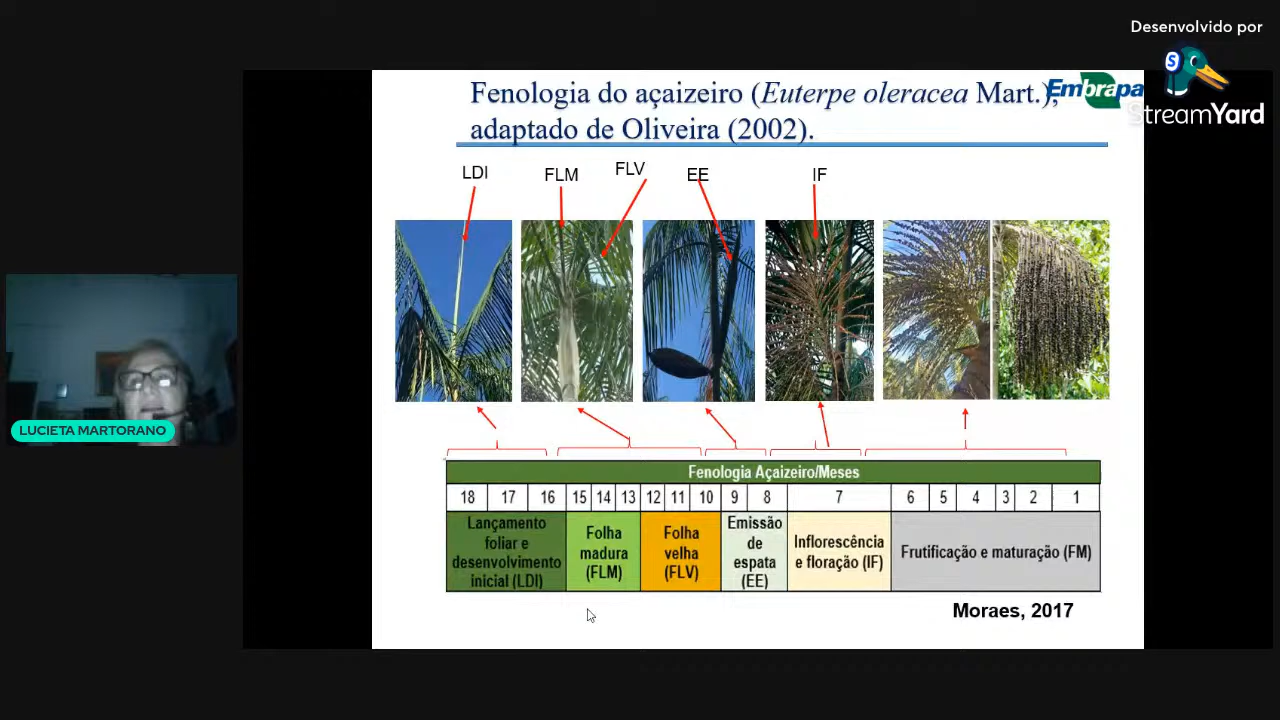 Desenvolvido por
StreamYard
Fenologia do açaizeiro (Euterpe oleracea Mart.),
adaptado de Oliveira (2002).
Embrapa
LDI
FLM
FLV
EE
IF
LUCIETA MARTORANO
Fenologia Açaizeiro/Meses
18 17 16 15 14 13 12 11 10 9 8 7 6 5 4 3 2 1
Lançamento
foliar e
desenvolvimento
inicial (LDI)
Folha
madura
(FLM)
Folha
velha
(FLV)
Emissão
de
espata
(EE)
Inflorescência
e floração (IF)
Frutificação e maturação (FM)
Moraes, 2017